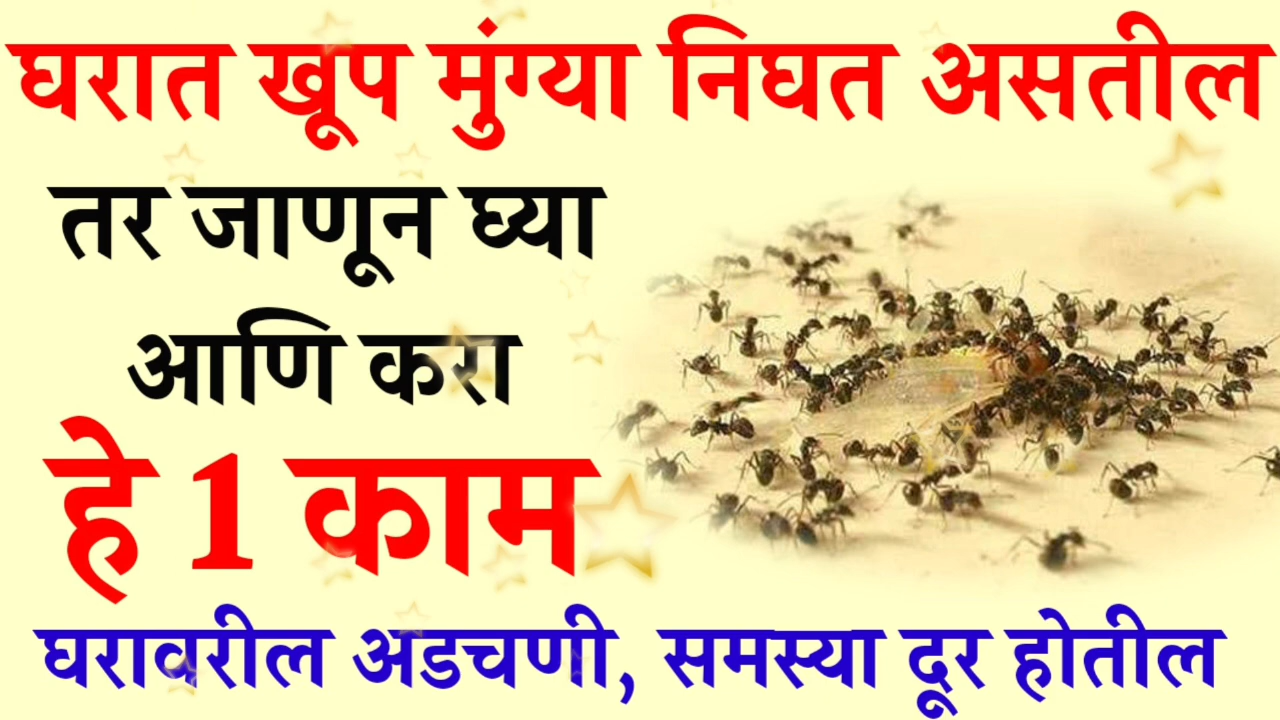 घरात खूप मुंग्या निघत असतील
तर जाणून घ्या
आणि करा
हे 1 काम
घरावरील अडचणी, समस्या दूर होतील